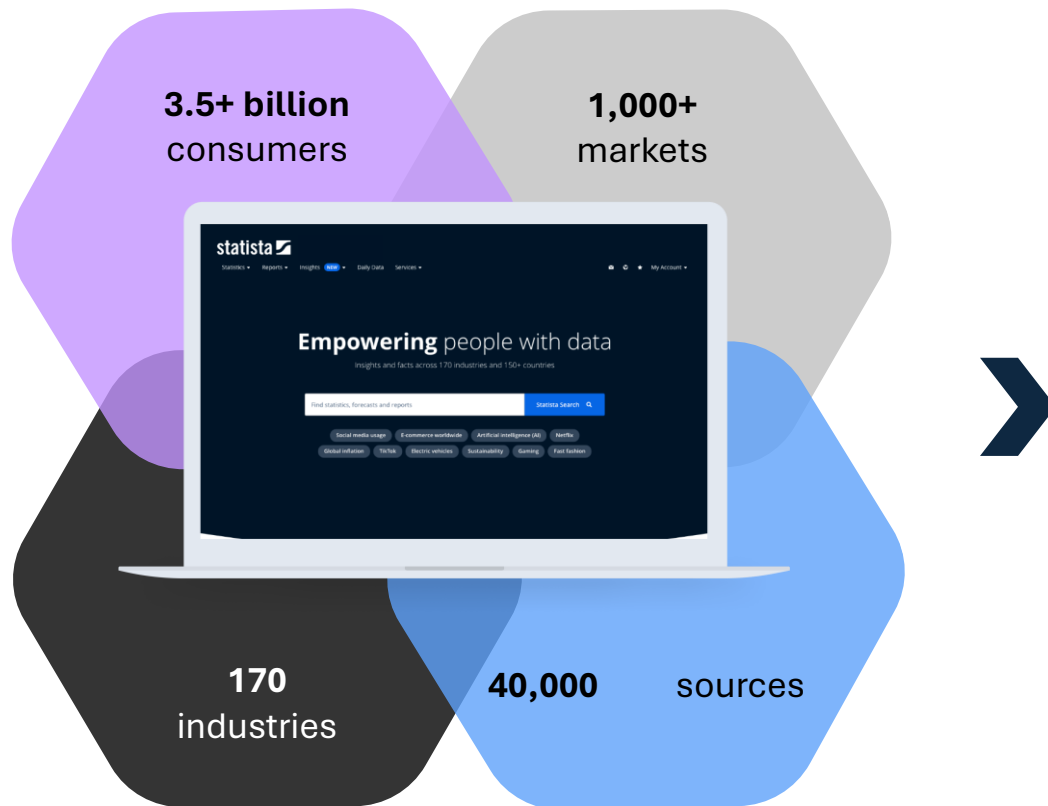 3.5+ billion
consumers
1,000+
markets
statista
Statistics Reports Insights NEW Daily Data Services My Account
Empowering people with data
Insights and facts across 170 industries and 150+ countries
Find statistics, forecasts and reports
Statista Search
Social media usage E-commerce worldwide Artificial intelligence (AI) Netflix
Global inflation TikTok Electric vehicles Sustainability Gaming Fast fashion
170
industries
40,000 sources